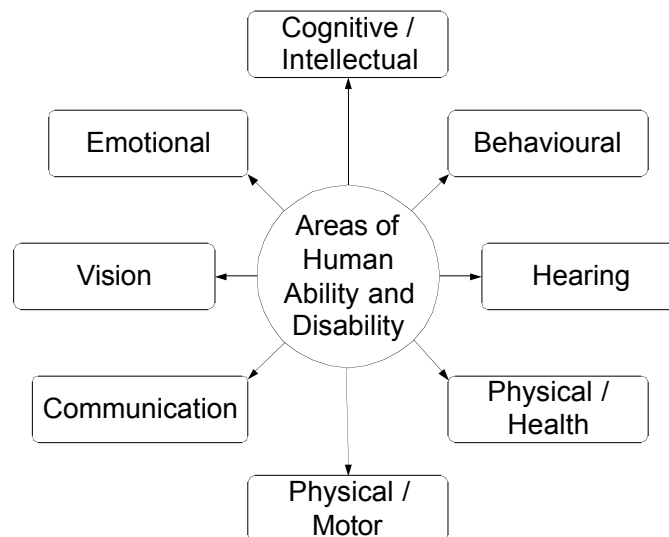 Cognitive /
Intellectual
Emotional
Behavioural
Areas of
Human
Ability and
Disability
Vision
Hearing
Communication
Physical /
Health
Physical /
Motor